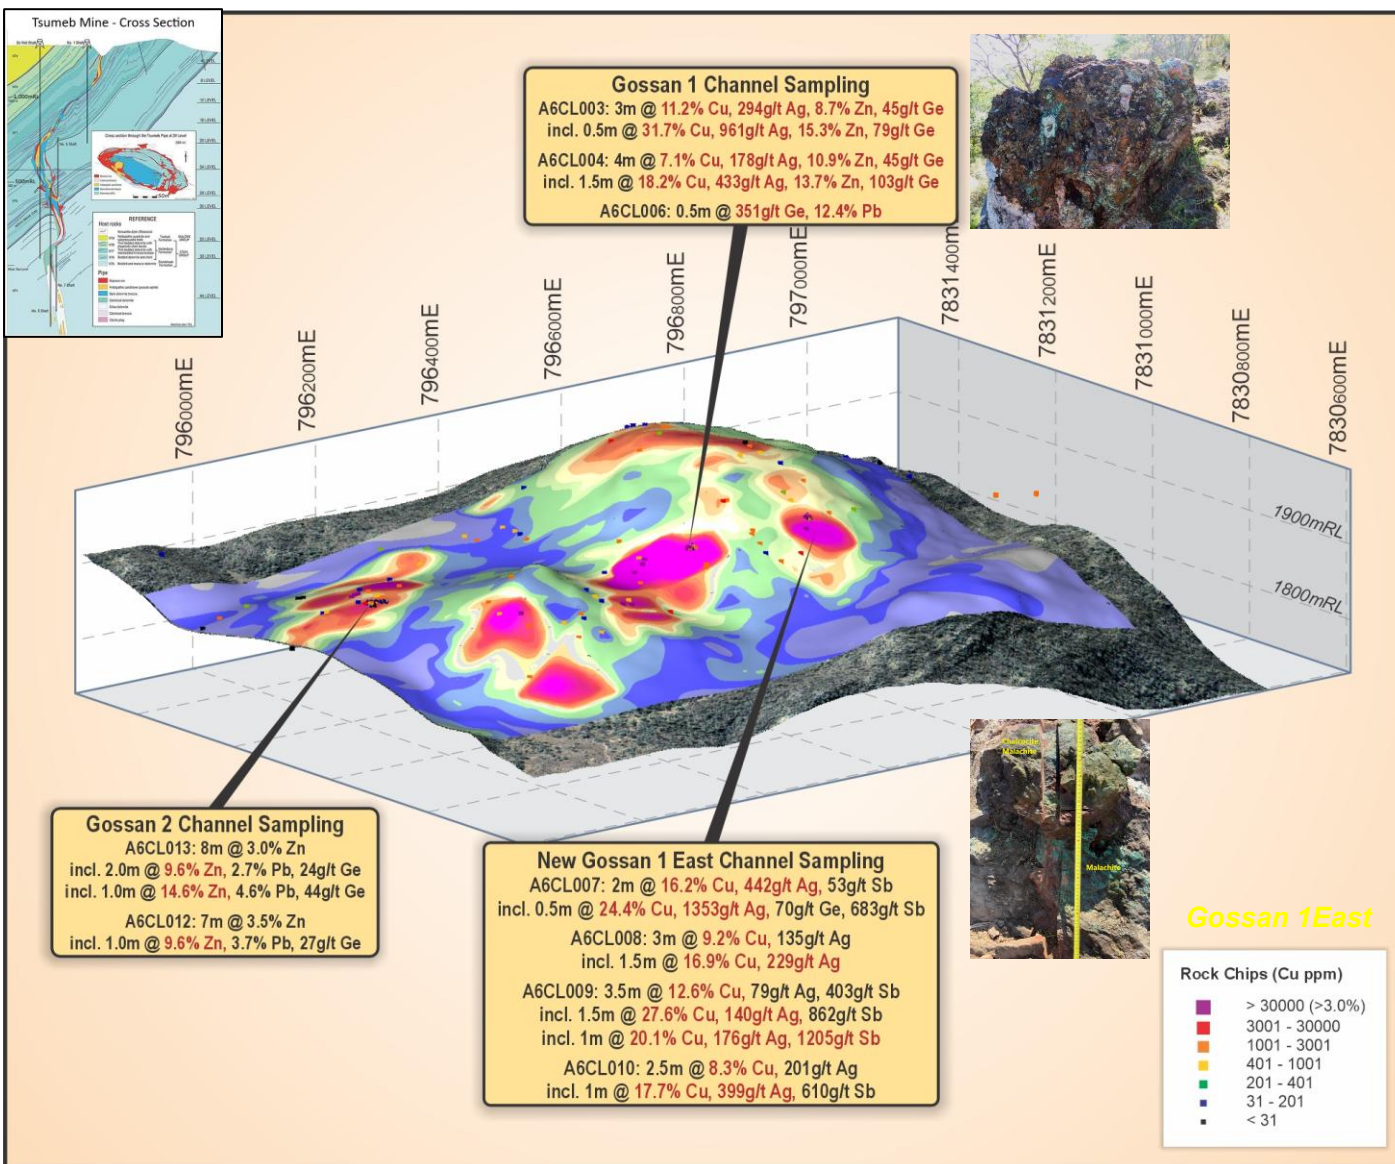 Tsumeb Mine - Cross Section
REFERENCE
Host rocks
Pipe
Gossan 1 Channel Sampling
A6CL003: 3m @ 11.2% Cu, 294g/t Ag, 8.7% Zn, 45g/t Ge
incl. 0.5m @ 31.7% Cu, 961g/t Ag, 15.3% Zn, 79g/t Ge
A6CL004: 4m @ 7.1% Cu, 178g/t Ag, 10.9% Zn, 45g/t Ge
incl. 1.5m @ 18.2% Cu, 433g/t Ag, 13.7% Zn, 103g/t Ge
A6CL006: 0.5m @ 351g/t Ge, 12.4% Pb
796000mE
796200mE
796400mE
796600mE
796800mE
797000mE
7831400mN
7831200mE
7831000mE
7830800mE
7830600mE
1900mRL
1800mRL
Gossan 2 Channel Sampling
A6CL013: 8m @ 3.0% Zn
incl. 2.0m @ 9.6% Zn, 2.7% Pb, 24g/t Ge
incl. 1.0m @ 14.6% Zn, 4.6% Pb, 44g/t Ge
A6CL012: 7m @ 3.5% Zn
incl. 1.0m @ 9.6% Zn, 3.7% Pb, 27g/t Ge
New Gossan 1 East Channel Sampling
A6CL007: 2m @ 16.2% Cu, 442g/t Ag, 53g/t Sb
incl. 0.5m @ 24.4% Cu, 1353g/t Ag, 70g/t Ge, 683g/t Sb
A6CL008: 3m @ 9.2% Cu, 135g/t Ag
incl. 1.5m @ 16.9% Cu, 229g/t Ag
A6CL009: 3.5m @ 12.6% Cu, 79g/t Ag, 403g/t Sb
incl. 1.5m @ 27.6% Cu, 140g/t Ag, 862g/t Sb
incl. 1m @ 20.1% Cu, 176g/t Ag, 1205g/t Sb
A6CL010: 2.5m @ 8.3% Cu, 201g/t Ag
incl. 1m @ 17.7% Cu, 399g/t Ag, 610g/t Sb
Chalcocite
Malachite
Malachite
Gossan 1East
Rock Chips (Cu ppm)
> 30000 (>3.0%)
3001 - 30000
1001 - 3001
401 - 1001
201 - 401
31 - 201
< 31